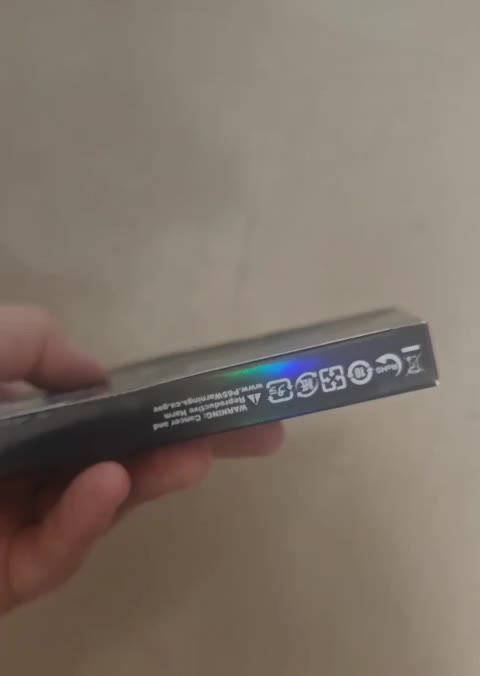 WARNING: Cancer and
Reproductive Harm
www.P65Warnings.ca.gov
RoHS